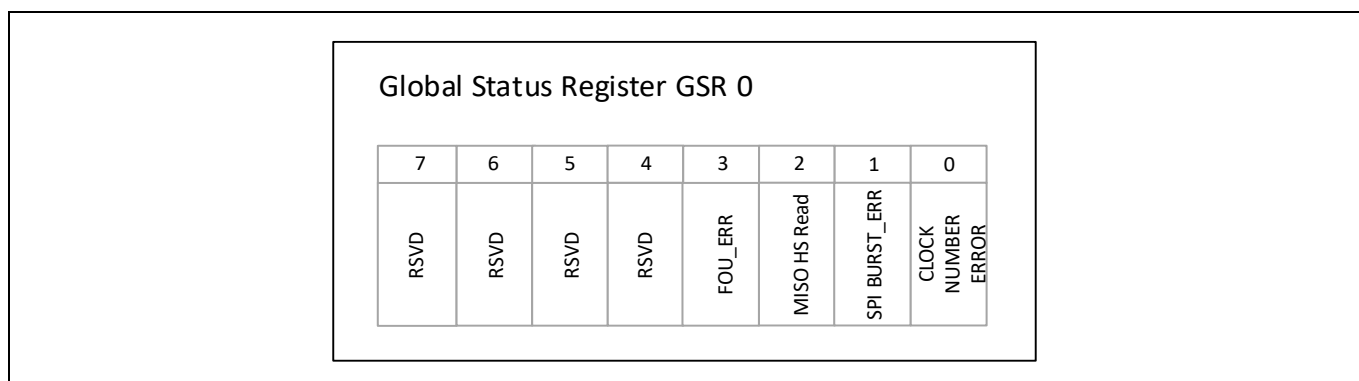 Global Status Register GSR 0
7 6 5 4 3 2 1 0
RSVD
RSVD
RSVD
RSVD
FOU_ERR
MISO HS Read
SPI BURST_ERR
CLOCK
NUMBER
ERROR